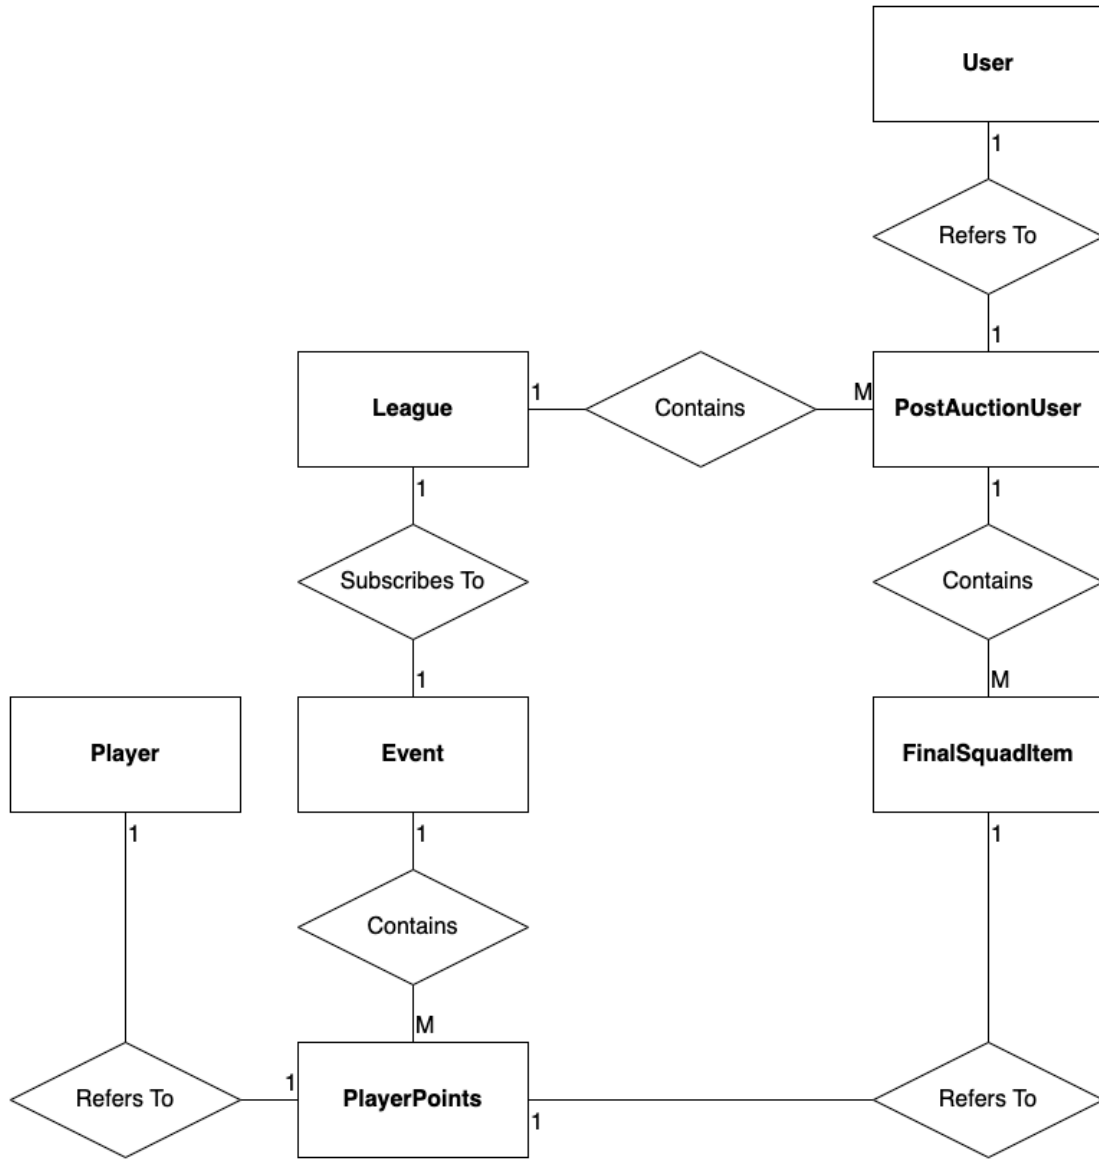 User
1
Refers To
1
League
1
Contains
M
PostAuctionUser
1
1
Subscribes To
Contains
1
M
Player
Event
FinalSquadItem
1
1
1
Contains
M
Refers To
1
PlayerPoints
1
Refers To